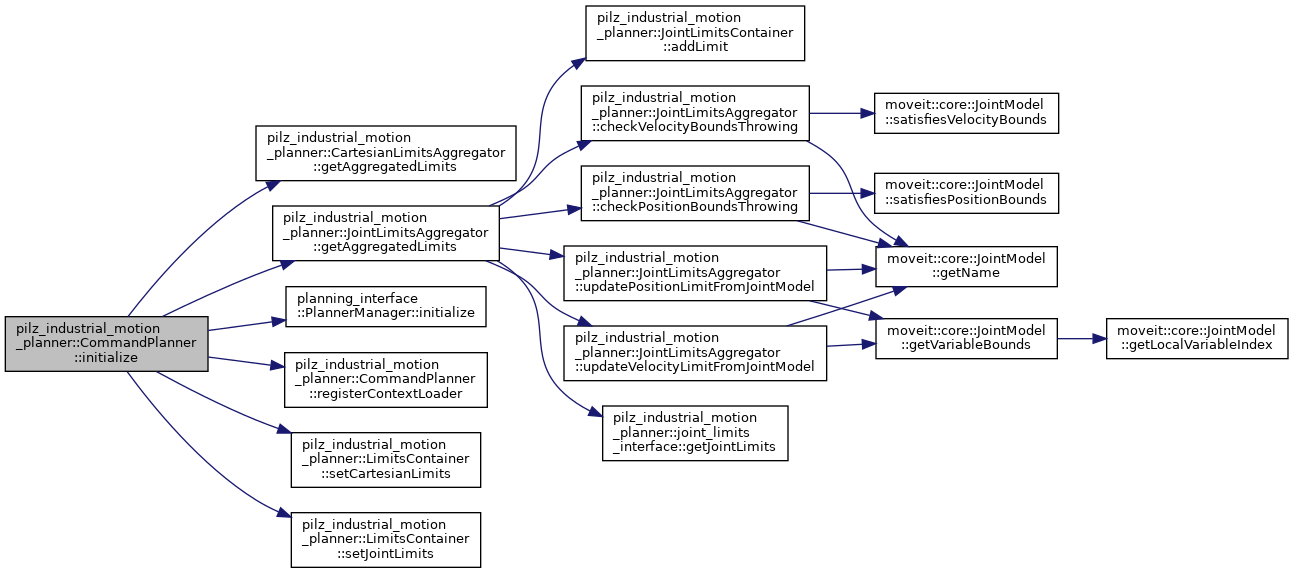 pilz_industrial_motion
_planner::CommandPlanner
::initialize
pilz_industrial_motion
_planner::CartesianLimitsAggregator
::getAggregatedLimits
pilz_industrial_motion
_planner::JointLimitsAggregator
::getAggregatedLimits
planning_interface
::PlannerManager::initialize
pilz_industrial_motion
_planner::CommandPlanner
::registerContextLoader
pilz_industrial_motion
_planner::LimitsContainer
::setCartesianLimits
pilz_industrial_motion
_planner::LimitsContainer
::setJointLimits
pilz_industrial_motion
_planner::JointLimitsContainer
::addLimit
pilz_industrial_motion
_planner::JointLimitsAggregator
::checkVelocityBoundsThrowing
pilz_industrial_motion
_planner::JointLimitsAggregator
::checkPositionBoundsThrowing
pilz_industrial_motion
_planner::JointLimitsAggregator
::updatePositionLimitFromJointModel
pilz_industrial_motion
_planner::JointLimitsAggregator
::updateVelocityLimitFromJointModel
pilz_industrial_motion
_planner::joint_limits
_interface::getJointLimits
moveit::core::JointModel
::satisfiesVelocityBounds
moveit::core::JointModel
::satisfiesPositionBounds
moveit::core::JointModel
::getName
moveit::core::JointModel
::getVariableBounds
moveit::core::JointModel
::getLocalVariableIndex